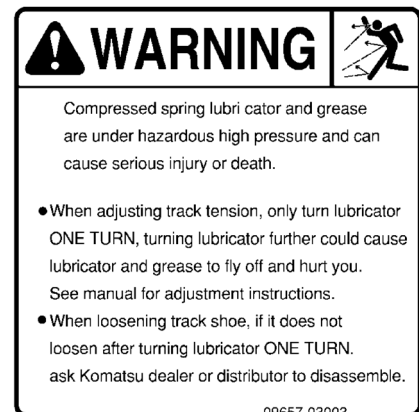 WARNING
Compressed spring lubri cator and grease
are under hazardous high pressure and can
cause serious injury or death.
●When adjusting track tension, only turn lubricator
ONE TURN, turning lubricator further could cause
lubricator and grease to fly off and hurt you.
See manual for adjustment instructions.
●When loosening track shoe, if it does not
loosen after turning lubricator ONE TURN.
ask Komatsu dealer or distributor to disassemble.